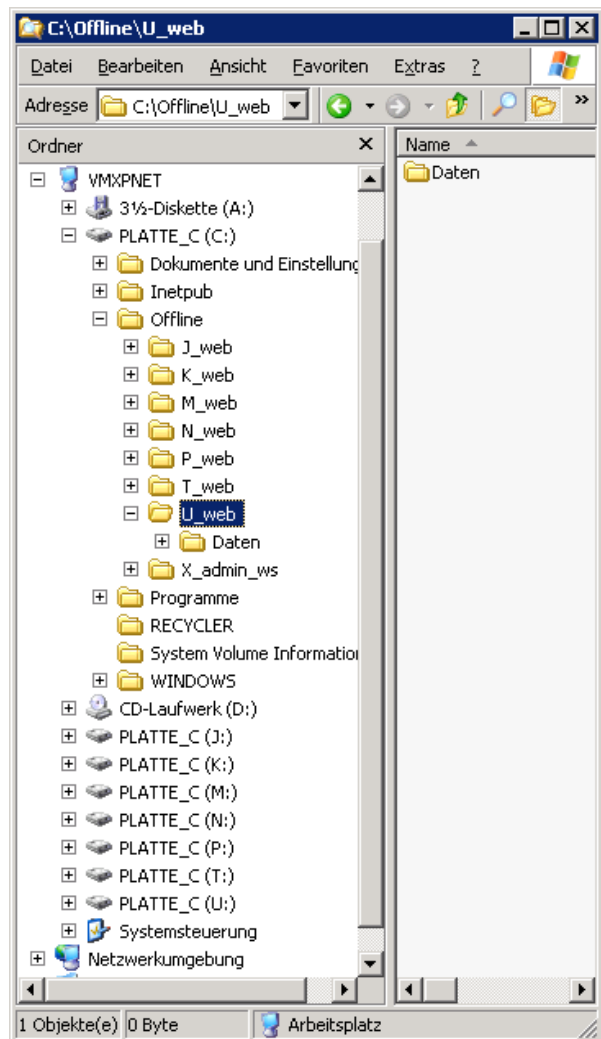 C:\Offline\U_web
Datei Bearbeiten Ansicht Favoriten Extras ?
Adresse C:\Offline\U_web »
Ordner x
Name
Daten
VMXPNET
3½-Diskette (A:)
PLATTE_C (C:)
Dokumente und Einstellung
Inetpub
Offline
J_web
K_web
M_web
N_web
P_web
T_web
U_web
Daten
X_admin_ws
Programme
RECYCLER
System Volume Information
WINDOWS
CD-Laufwerk (D:)
PLATTE_C (J:)
PLATTE_C (K:)
PLATTE_C (M:)
PLATTE_C (N:)
PLATTE_C (P:)
PLATTE_C (T:)
PLATTE_C (U:)
Systemsteuerung
Netzwerkumgebung
1 Objekte(e) 0 Byte Arbeitsplatz